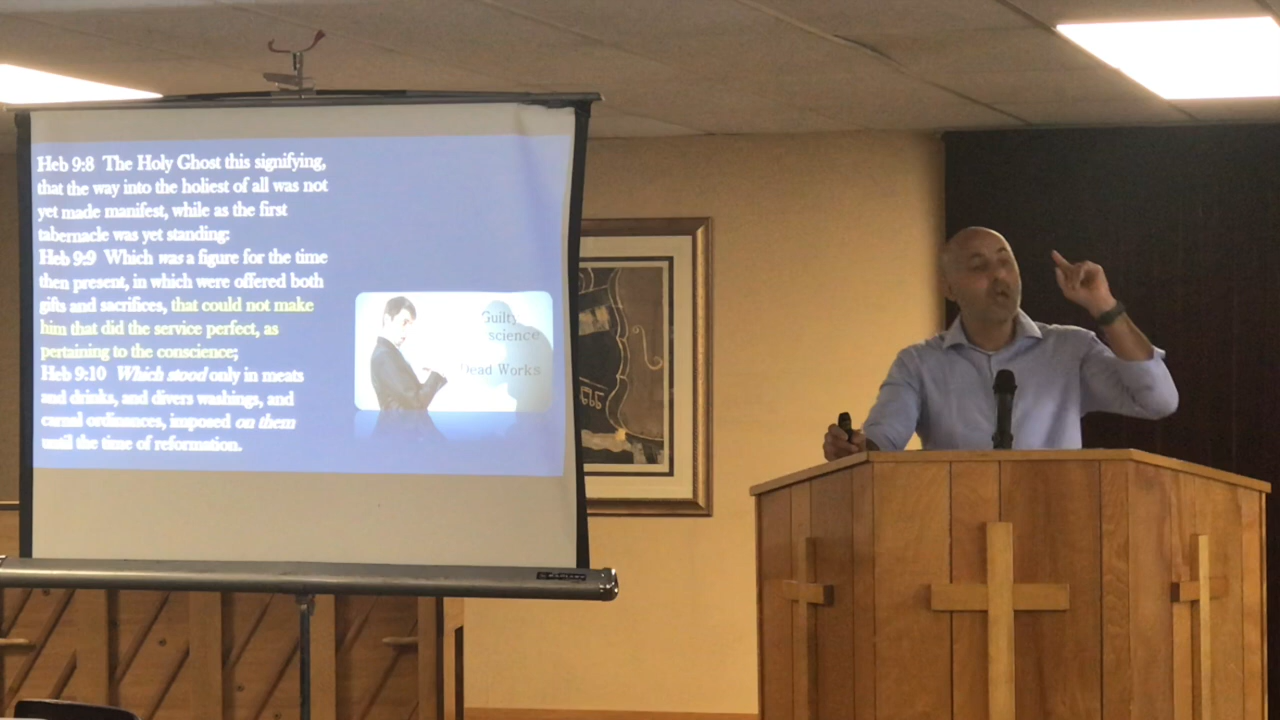 Heb 9:8 The Holy Ghost this signifying,
that the way into the holiest of all was not
yet made manifest, while as the first
tabernacle was yet standing:
Heb 9:9 Which was a figure for the time
then present, in which were offered both
gifts and sacrifices, that could not make
him that did the service perfect, as
pertaining to the conscience;
Heb 9:10 Which stood only in meats
and drinks, and divers washings, and
carnal ordinances, imposed on them
until the time of reformation.
Guilty
science
Dead Works